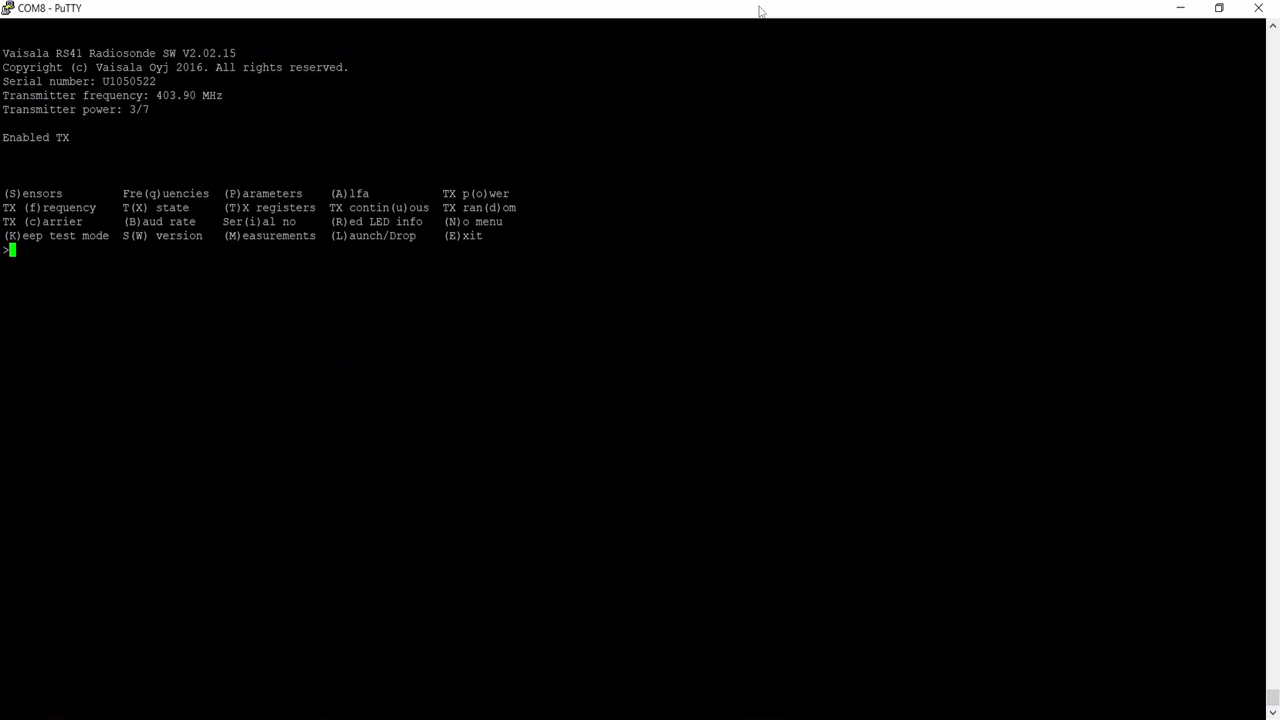 COM8 - PuTTY
Vaisala RS41 Radiosonde SW V2.02.15
Copyright (c) Vaisala Oyj 2016. All rights reserved.
Serial number: U1050522
Transmitter frequency: 403.90 MHz
Transmitter power: 3/7
Enabled TX
(S)ensors Fre(q)uencies (P)arameters (A)lfa TX p(o)wer
TX (f)requency T(X) state (T)X registers TX contin(u)ous TX ran(d)om
TX (c)arrier (B)aud rate Ser(i)al no (R)ed LED info (N)o menu
(K)eep test mode S(W) version (M)easurements (L)aunch/Drop (E)xit
>